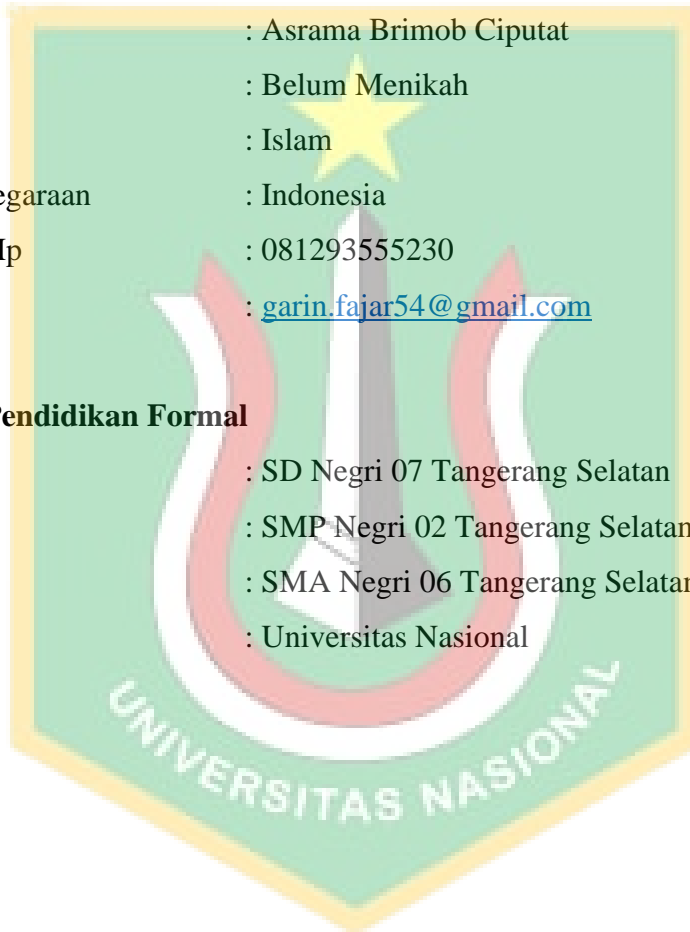 : Asrama Brimob Ciputat
: Belum Menikah
: Islam
egaraan : Indonesia
Hp : 081293555230
: garin.fajar54@gmail.com
Pendidikan Formal
: SD Negri 07 Tangerang Selatan
: SMP Negri 02 Tangerang Selatan
: SMA Negri 06 Tangerang Selatan
: Universitas Nasional
UNIVERSITAS NASIONAL